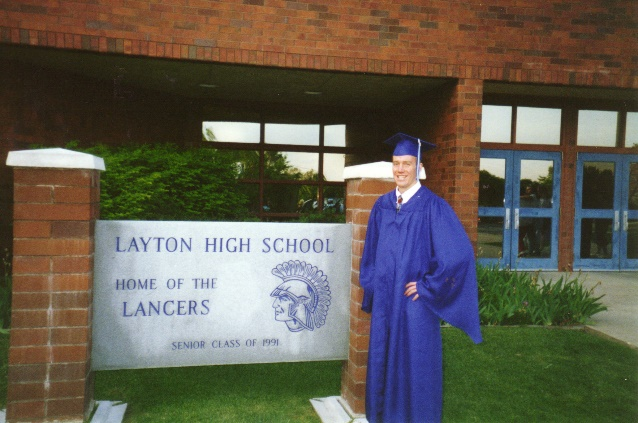 LAYTON HIGH SCHOOL
HOME OF THE
LANCERS
SENIOR CLASS OF 1991